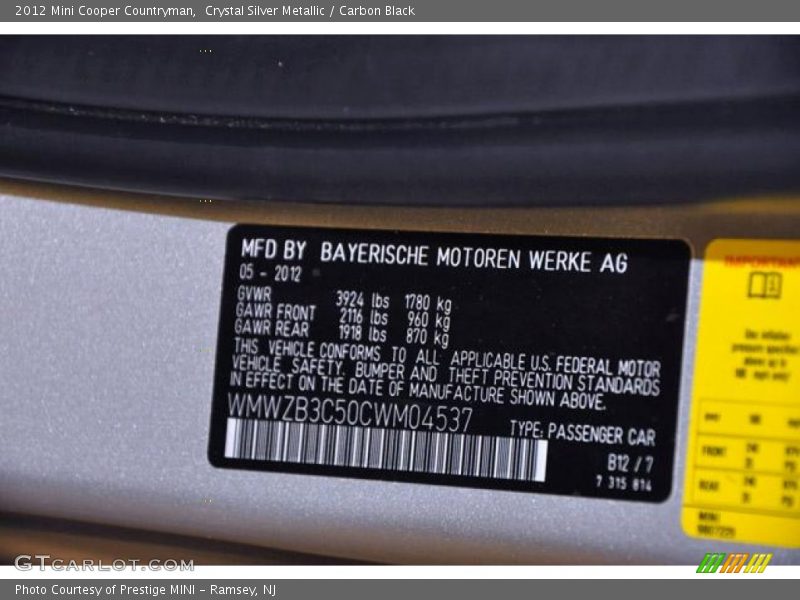 2012 Mini Cooper Countryman,  Crystal Silver Metallic / Carbon Black
MFD BY BAYERISCHE MOTOREN WERKE AG
05 - 2012
GVWR 3924 lbs 1780 kg
GAWR FRONT 2116 lbs 960 kg
GAWR REAR 1918 lbs 870 kg
THIS VEHICLE CONFORMS TO ALL APPLICABLE U.S. FEDERAL MOTOR
VEHICLE SAFETY, BUMPER AND THEFT PREVENTION STANDARDS
IN EFFECT ON THE DATE OF MANUFACTURE SHOWN ABOVE.
WMWZB3C50CWM04537
TYPE: PASSENGER CAR
B12 / 7
7 315 814
IMPORTANT
FRONT
REAR
MINI
GTCARLOT.COM
Photo Courtesy of Prestige MINI - Ramsey, NJ